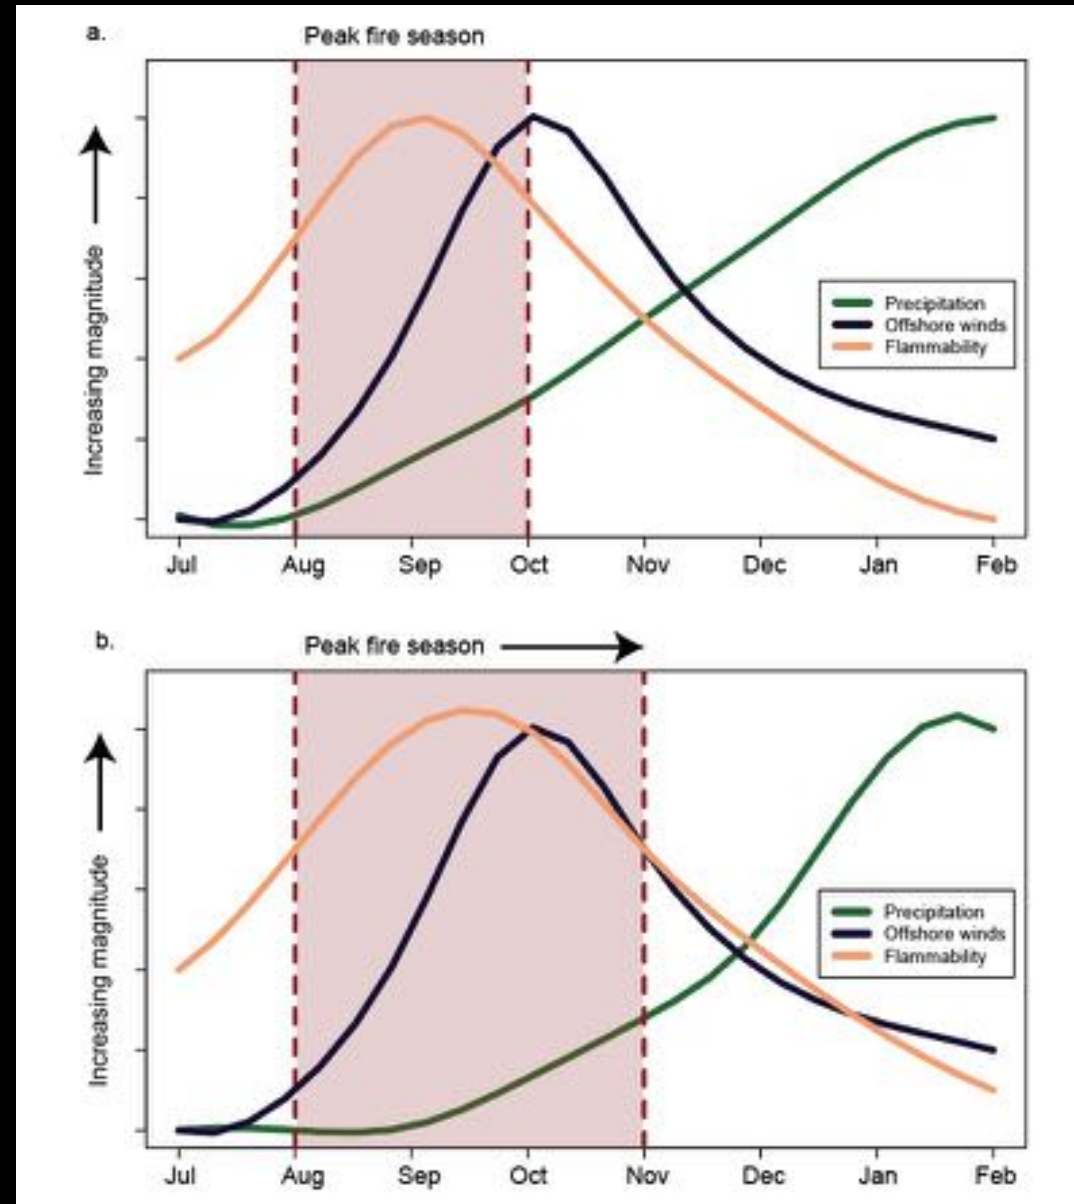 a.
Peak fire season
Increasing magnitude
Precipitation
Offshore winds
Flammability
Jul Aug Sep Oct Nov Dec Jan Feb
b.
Peak fire season
Increasing magnitude
Precipitation
Offshore winds
Flammability
Jul Aug Sep Oct Nov Dec Jan Feb